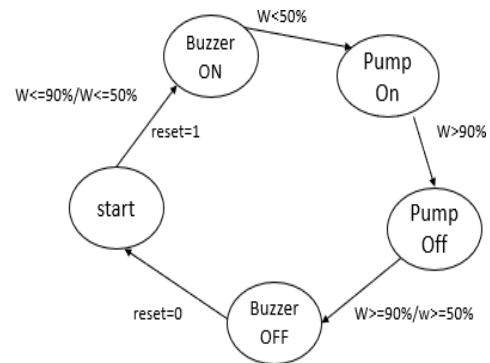 W<50%
Buzzer
ON
Pump
On
W<=90%/W<=50%
reset=1
W>90%
start
Pump
Off
Buzzer
OFF
reset=0
W>=90%/w>=50%